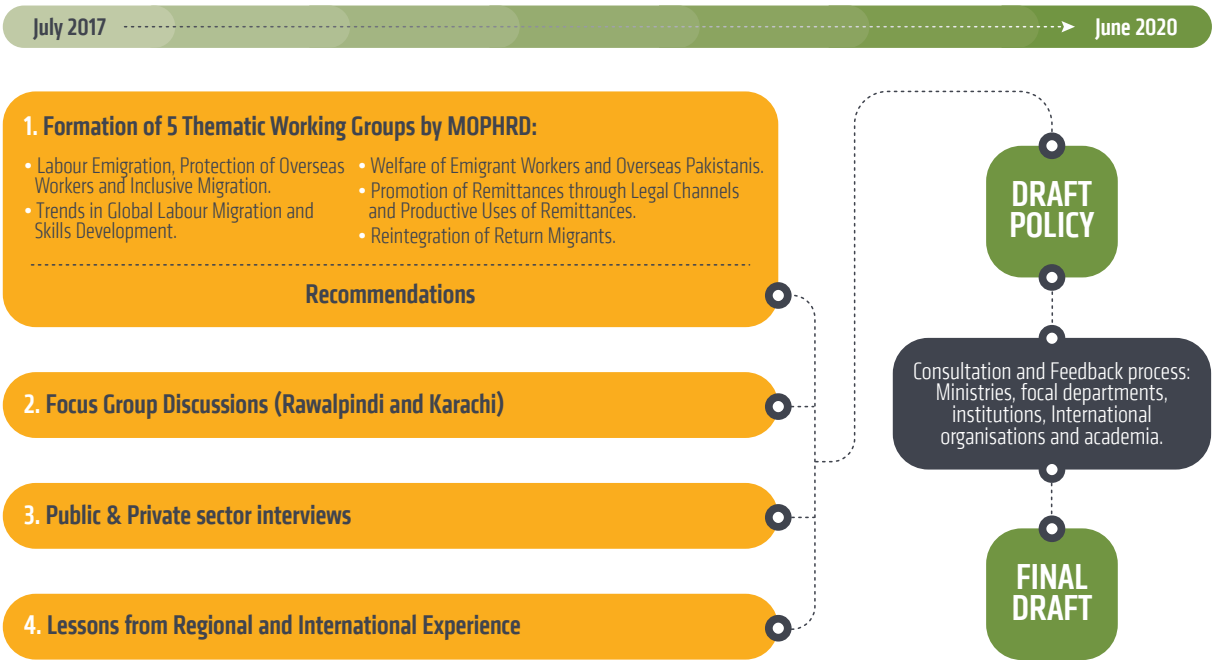 July 2017
June 2020
1. Formation of 5 Thematic Working Groups by MOPHRD:
• Labour Emigration, Protection of Overseas
Workers and Inclusive Migration.
• Trends in Global Labour Migration and
Skills Development.
• Welfare of Emigrant Workers and Overseas Pakistanis.
• Promotion of Remittances through Legal Channels
and Productive Uses of Remittances.
• Reintegration of Return Migrants.
Recommendations
2. Focus Group Discussions (Rawalpindi and Karachi)
3. Public & Private sector interviews
4. Lessons from Regional and International Experience
DRAFT
POLICY
Consultation and Feedback process:
Ministries, focal departments,
institutions, International
organisations and academia.
FINAL
DRAFT